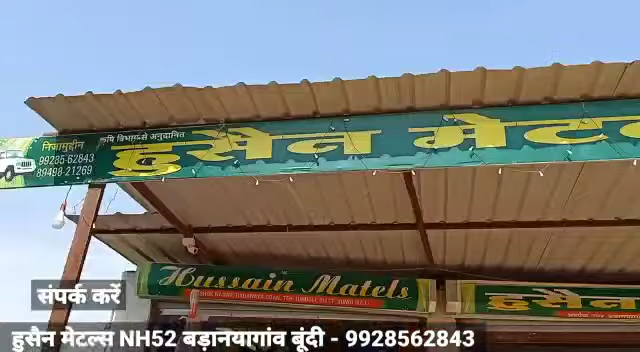 कृषि विभाग से अनुदानित
निजामुद्दीन
99285-62843
89498-21269
हुसैन मेटल
Hussain Matels
हुसैन
संपर्क करें
हुसैन मेटल्स NH52 बड़ानयागांव बूंदी - 9928562843